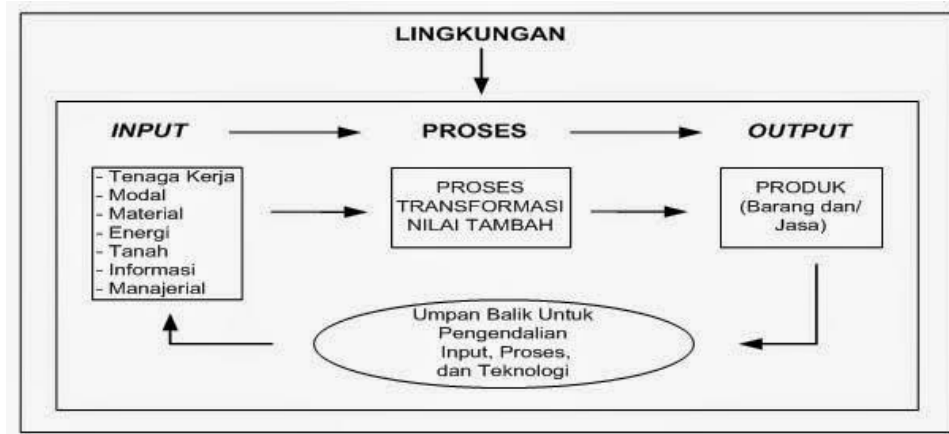 LINGKUNGAN
INPUT
PROSES
OUTPUT
- Tenaga Kerja
- Modal
- Material
- Energi
- Tanah
- Informasi
- Manajerial
PROSES
TRANSFORMASI
NILAI TAMBAH
PRODUK
(Barang dan/
Jasa)
Umpan Balik Untuk
Pengendalian
Input, Proses,
dan Teknologi